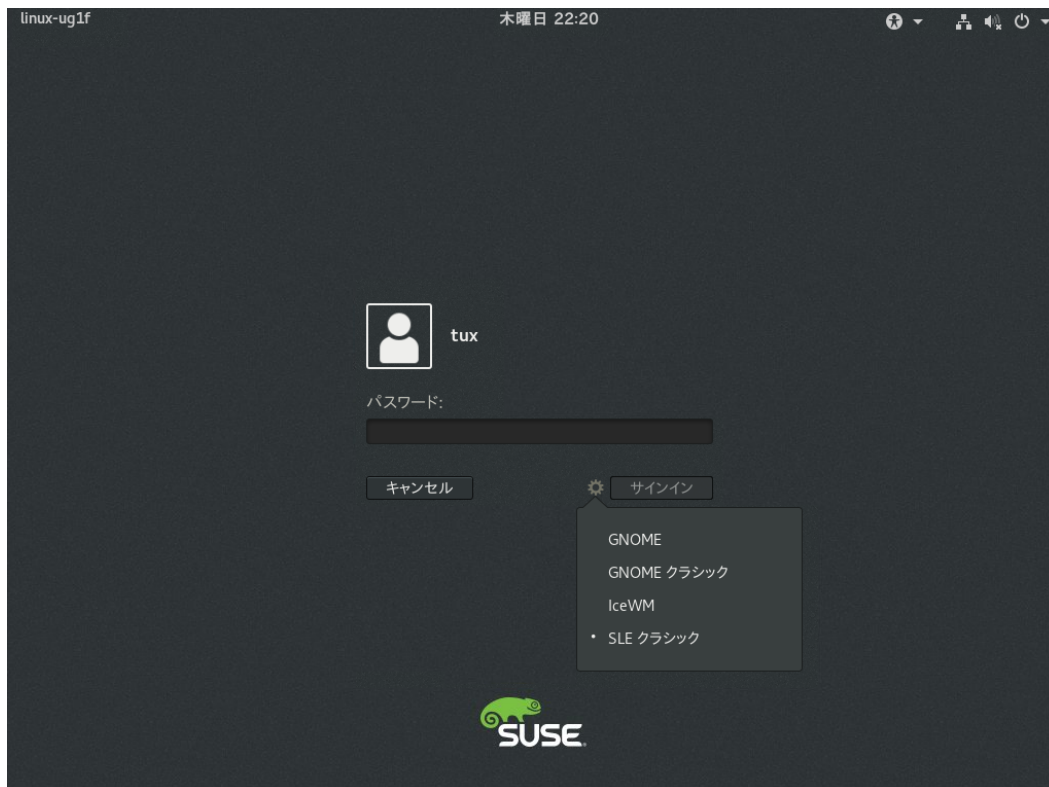 linux-ug1f
木曜日 22:20
tux
パスワード:
キャンセル
サインイン
GNOME
GNOME クラシック
IceWM
• SLE クラシック
SUSE